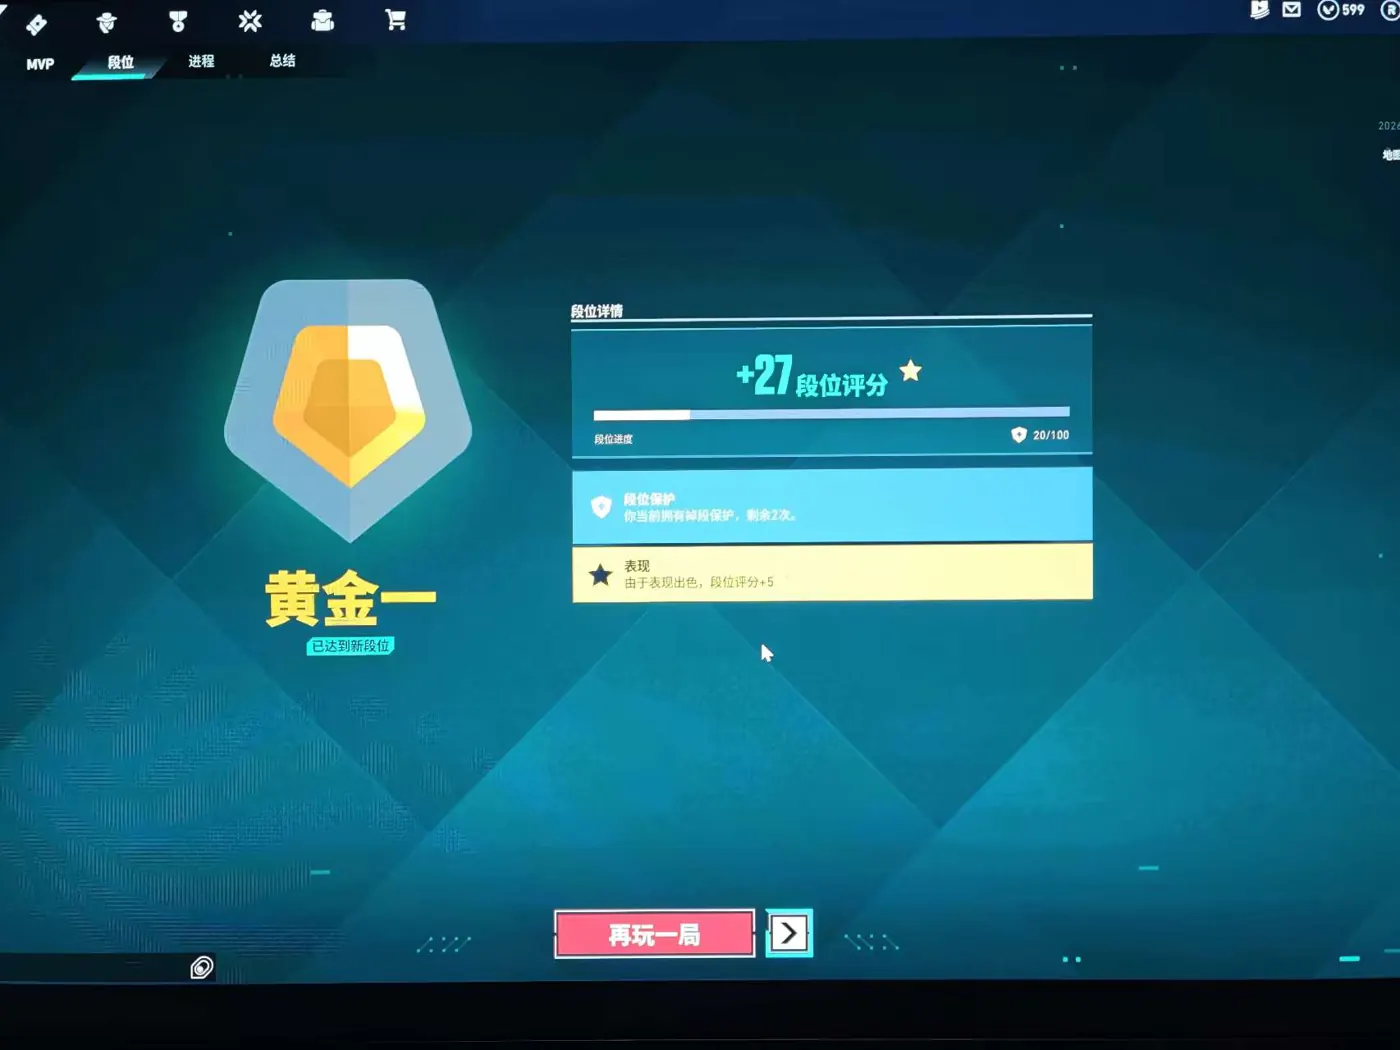 599
R
MVP 段位 进程 总结
2026
地图
段位详情
+27 段位评分
段位进度
20/100
段位保护
你当前拥有掉段保护，剩余2次。
表现
由于表现出色，段位评分+5
黄金一
已达到新段位
再玩一局